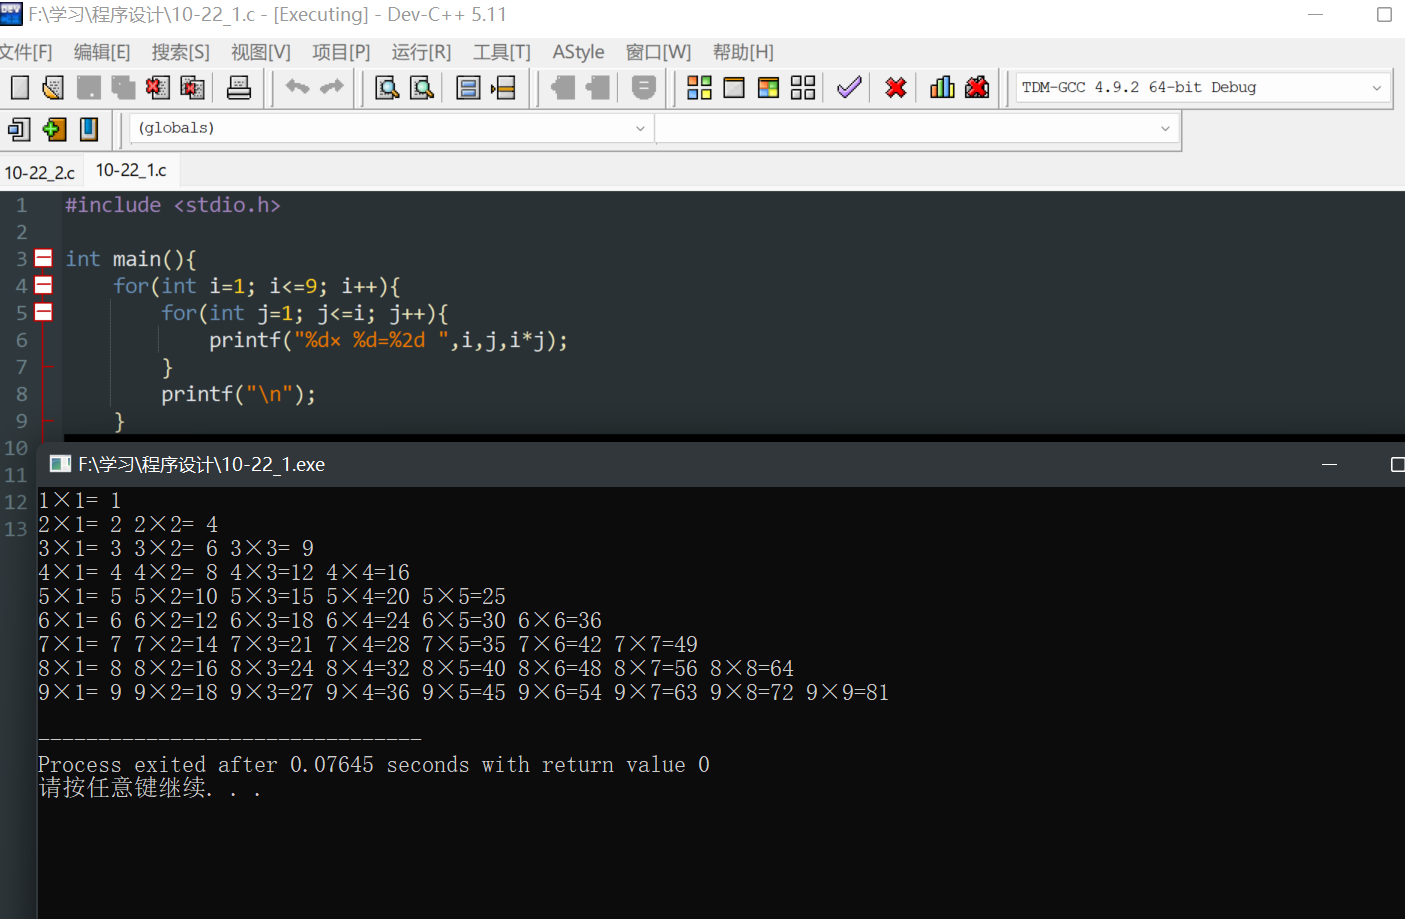 F:\学习\程序设计\10-22_1.c - [Executing] - Dev-C++ 5.11
文件[F] 编辑[E] 搜索[S] 视图[V] 项目[P] 运行[R] 工具[T] AStyle 窗口[W] 帮助[H]
TDM-GCC 4.9.2 64-bit Debug
(globals)
10-22_2.c 10-22_1.c
1 #include <stdio.h>
2
3 int main(){
4 for(int i=1; i<=9; i++){
5 for(int j=1; j<=i; j++){
6 printf("%d× %d=%2d ",i,j,i*j);
7 }
8 printf("\n");
9 }
10
11
12
13
F:\学习\程序设计\10-22_1.exe
1×1= 1
2×1= 2 2×2= 4
3×1= 3 3×2= 6 3×3= 9
4×1= 4 4×2= 8 4×3=12 4×4=16
5×1= 5 5×2=10 5×3=15 5×4=20 5×5=25
6×1= 6 6×2=12 6×3=18 6×4=24 6×5=30 6×6=36
7×1= 7 7×2=14 7×3=21 7×4=28 7×5=35 7×6=42 7×7=49
8×1= 8 8×2=16 8×3=24 8×4=32 8×5=40 8×6=48 8×7=56 8×8=64
9×1= 9 9×2=18 9×3=27 9×4=36 9×5=45 9×6=54 9×7=63 9×8=72 9×9=81
--------------------------------
Process exited after 0.07645 seconds with return value 0
请按任意键继续. . .